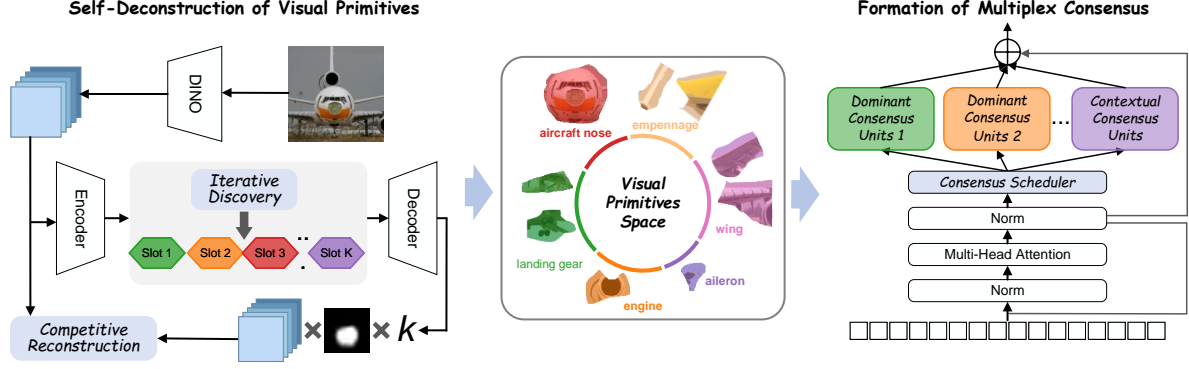 Self-Deconstruction of Visual Primitives
DINO
Encoder
Iterative
Discovery
Decoder
Slot 1
Slot 2
Slot 3
..
.
Slot K
Competitive
Reconstruction
× × k
aircraft nose
empennage
Visual
Primitives
Space
wing
landing gear
aileron
engine
Formation of Multiplex Consensus
Dominant
Consensus
Units 1
Dominant
Consensus
Units 2
...
Contextual
Consensus
Units
Consensus Scheduler
Norm
Multi-Head Attention
Norm